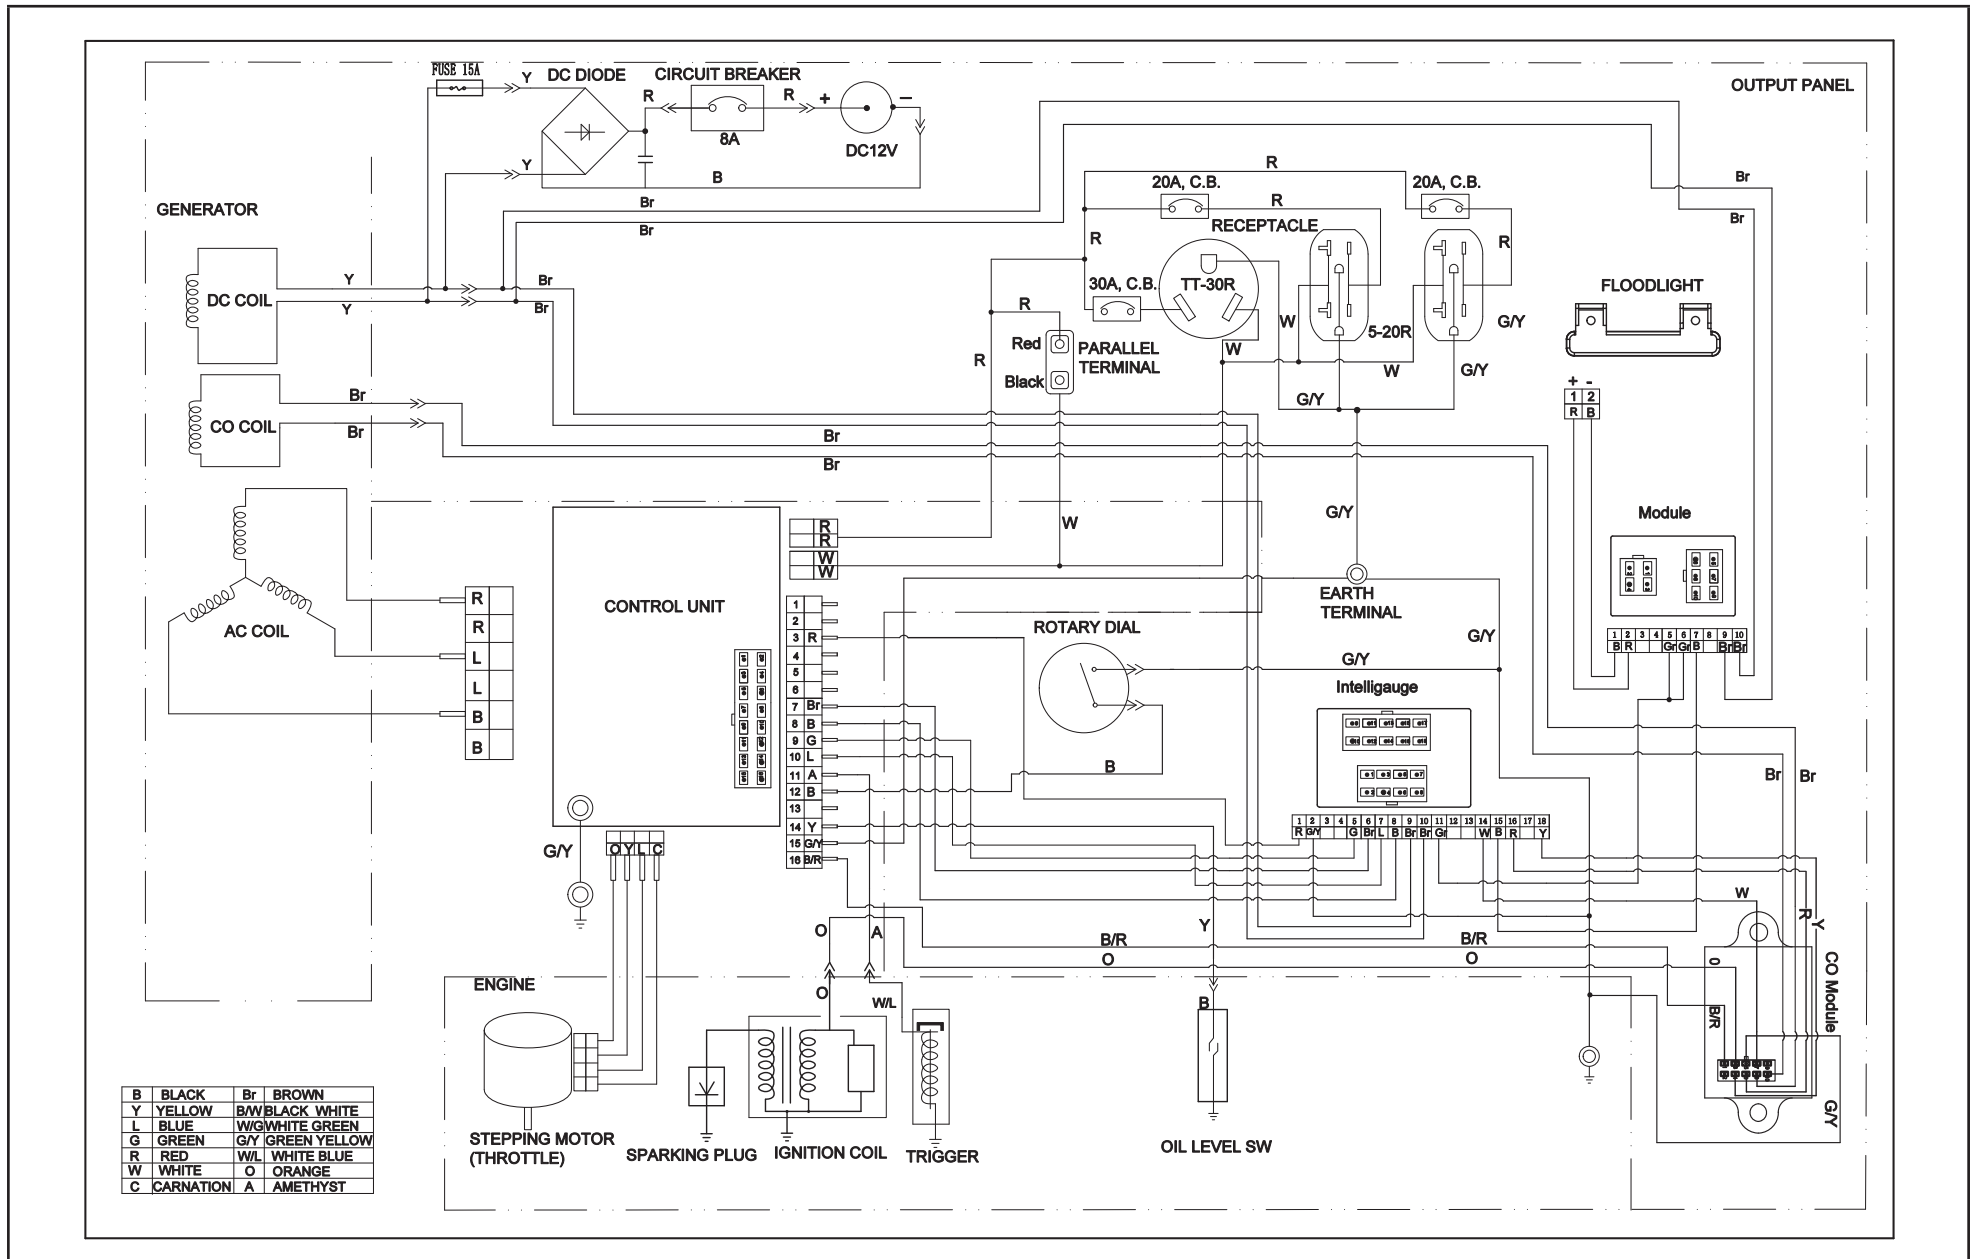 FUSE 15A
Y
DC DIODE
CIRCUIT BREAKER
R
R
+
−
8A
DC12V
OUTPUT PANEL
Y
B
GENERATOR
Br
Br
R
20A, C.B.
20A, C.B.
R
RECEPTACLE
R
R
Br
Br
DC COIL
Y
Y
Br
Br
30A, C.B.
TT-30R
R
W
W
5-20R
G/Y
FLOODLIGHT
Red
Black
PARALLEL
TERMINAL
R
W
G/Y
G/Y
+ -
1 2
R B
CO COIL
Br
Br
Br
Br
W
G/Y
Module
AC COIL
R
R
L
L
B
B
CONTROL UNIT
R
R
W
W
EARTH
TERMINAL
ROTARY DIAL
G/Y
G/Y
B
Intelligauge
1
2
3 R
4
5
6
7 Br
8 B
9 G
10 L
11 A
12 B
13
14 Y
15 G/Y
16 B/R
1 2 3 4 5 6 7 8 9 10
B R Gr Gr B Br Br
1 2 3 4 5 6 7 8 9 10 11 12 13 14 15 16 17 18
R G/Y G Br L B Br Br Gr W B R Y
Br
Br
G/Y
O Y L C
O
A
Y
B/R
O
B/R
O
W
R
Y
O
B/R
CO Module
G/Y
ENGINE
O
W/L
B
STEPPING MOTOR
(THROTTLE)
SPARKING PLUG
IGNITION COIL
TRIGGER
OIL LEVEL SW
B BLACK Br BROWN
Y YELLOW B/W BLACK WHITE
L BLUE W/G WHITE GREEN
G GREEN G/Y GREEN YELLOW
R RED W/L WHITE BLUE
W WHITE O ORANGE
C CARNATION A AMETHYST